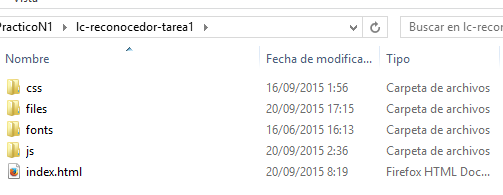 Vista
PracticoN1 lc-reconocedor-tarea1 Buscar en lc-recon
Nombre Fecha de modifica... Tipo
css 16/09/2015 1:56 Carpeta de archivos
files 20/09/2015 17:15 Carpeta de archivos
fonts 16/06/2015 16:13 Carpeta de archivos
js 20/09/2015 2:36 Carpeta de archivos
index.html 20/09/2015 8:19 Firefox HTML Doc...